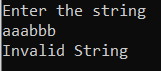 Enter the string
aaabbb
Invalid String